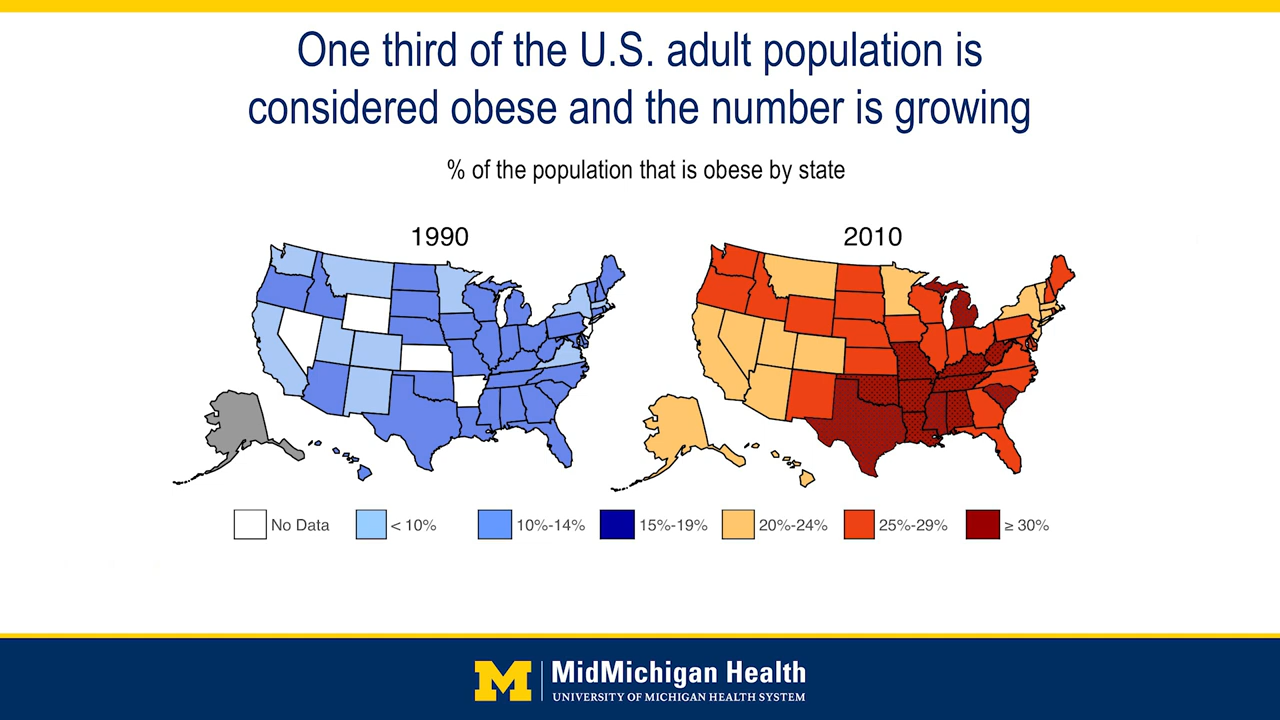 One third of the U.S. adult population is
considered obese and the number is growing
% of the population that is obese by state
1990
2010
No Data
< 10%
10%-14%
15%-19%
20%-24%
25%-29%
≥ 30%
M
MidMichigan Health
UNIVERSITY OF MICHIGAN HEALTH SYSTEM